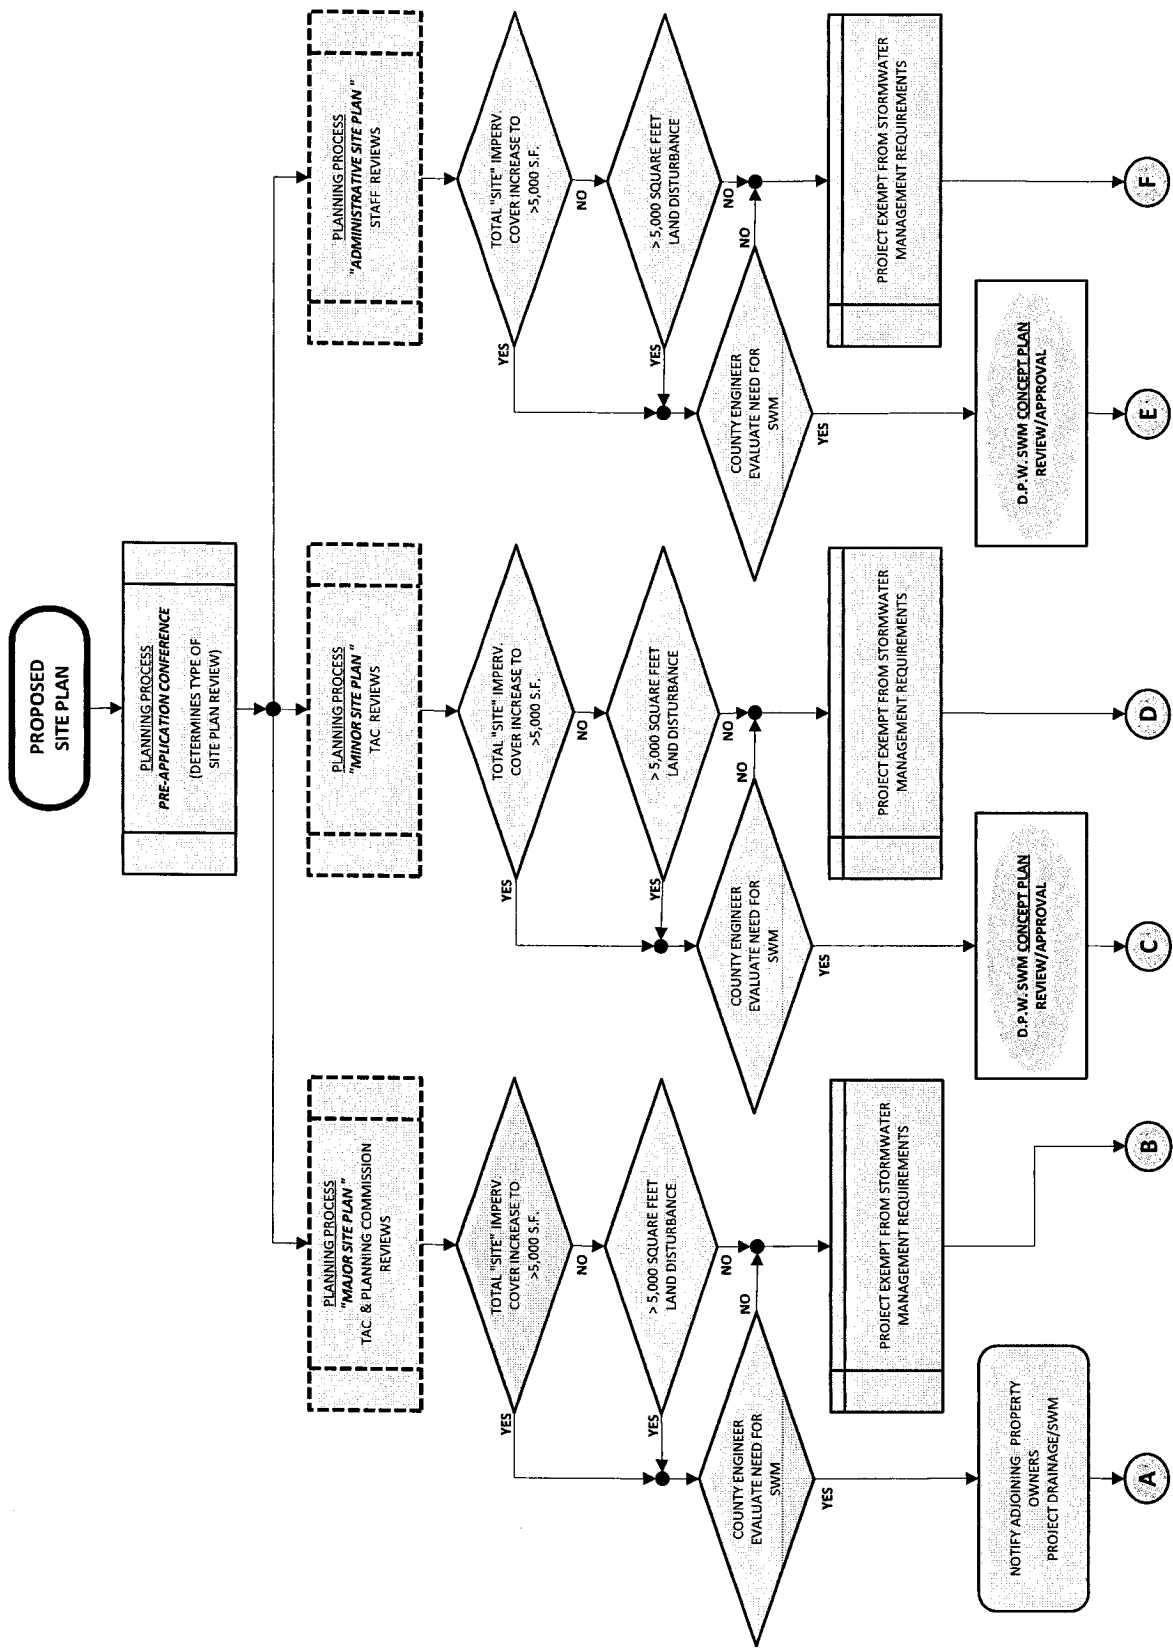 PROPOSED
SITE PLAN
PLANNING PROCESS
PRE-APPLICATION CONFERENCE
(DETERMINES TYPE OF
SITE PLAN REVIEW)
PLANNING PROCESS
"MAJOR SITE PLAN"
TAC. & PLANNING COMMISSION
REVIEWS
TOTAL "SITE" IMPERV.
COVER INCREASE TO
>5,000 S.F.
YES
NO
> 5,000 SQUARE FEET
LAND DISTURBANCE
YES
NO
COUNTY ENGINEER
EVALUATE NEED FOR
SWM
NO
YES
PROJECT EXEMPT FROM STORMWATER
MANAGEMENT REQUIREMENTS
NOTIFY ADJOINING PROPERTY
OWNERS
PROJECT DRAINAGE/SWM
A
B
PLANNING PROCESS
"MINOR SITE PLAN"
TAC. REVIEWS
TOTAL "SITE" IMPERV.
COVER INCREASE TO
>5,000 S.F.
YES
NO
> 5,000 SQUARE FEET
LAND DISTURBANCE
YES
NO
COUNTY ENGINEER
EVALUATE NEED FOR
SWM
NO
YES
PROJECT EXEMPT FROM STORMWATER
MANAGEMENT REQUIREMENTS
D.P.W. SWM CONCEPT PLAN
REVIEW/APPROVAL
C
D
PLANNING PROCESS
"ADMINISTRATIVE SITE PLAN"
STAFF REVIEWS
TOTAL "SITE" IMPERV.
COVER INCREASE TO
>5,000 S.F.
YES
NO
> 5,000 SQUARE FEET
LAND DISTURBANCE
YES
NO
COUNTY ENGINEER
EVALUATE NEED FOR
SWM
NO
YES
PROJECT EXEMPT FROM STORMWATER
MANAGEMENT REQUIREMENTS
D.P.W. SWM CONCEPT PLAN
REVIEW/APPROVAL
E
F